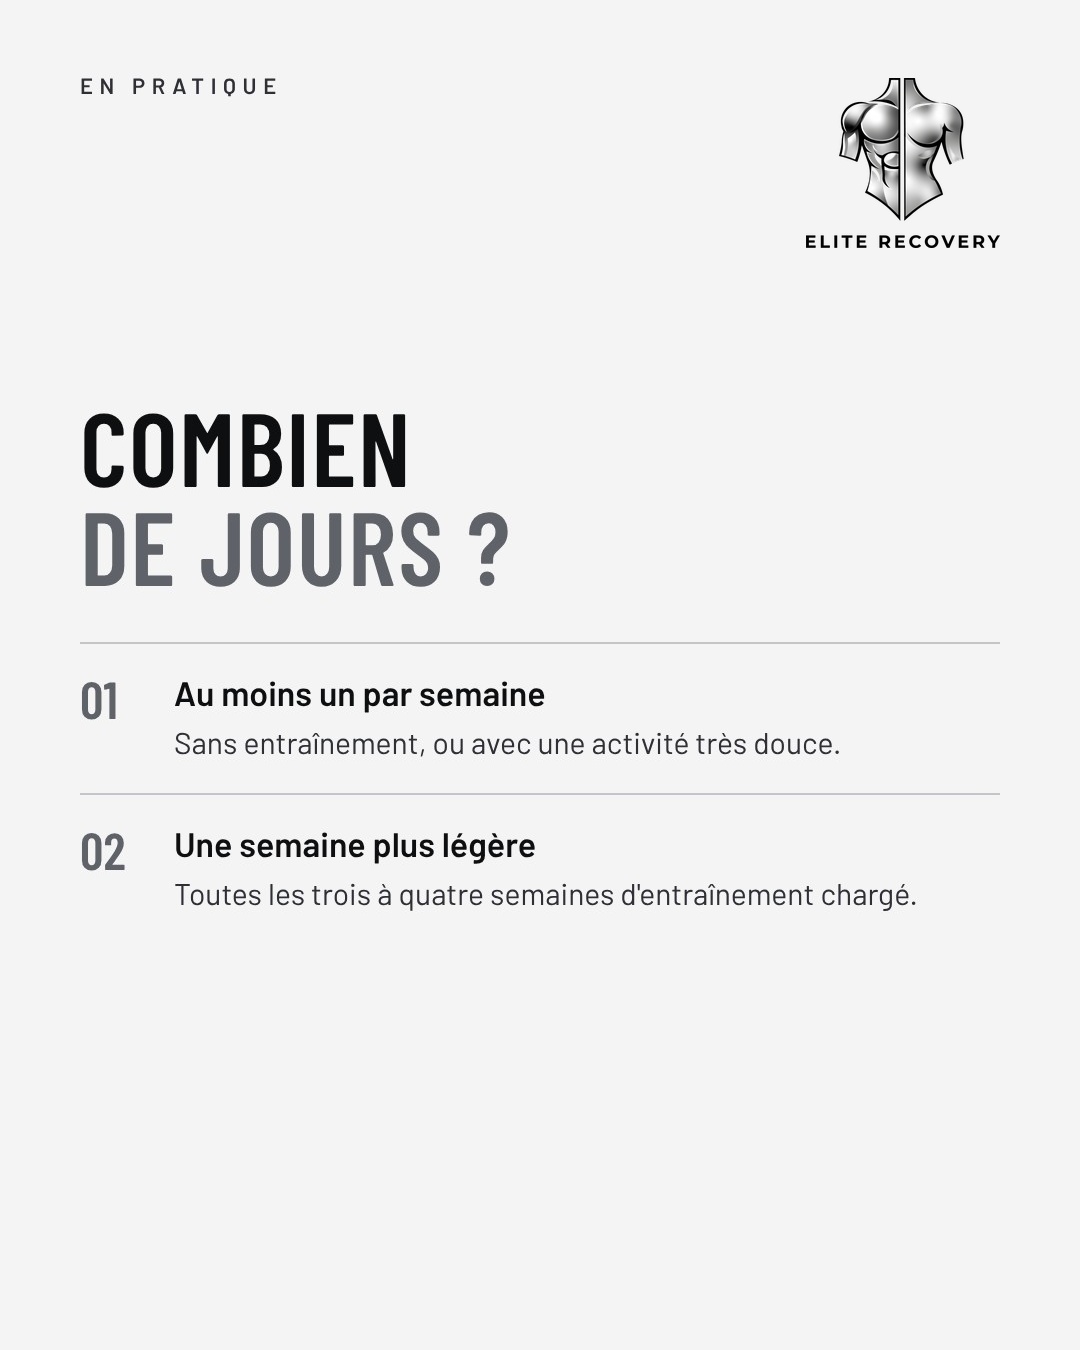 EN PRATIQUE
ELITE RECOVERY
COMBIEN
DE JOURS ?
01
Au moins un par semaine
Sans entraînement, ou avec une activité très douce.
02
Une semaine plus légère
Toutes les trois à quatre semaines d'entraînement chargé.